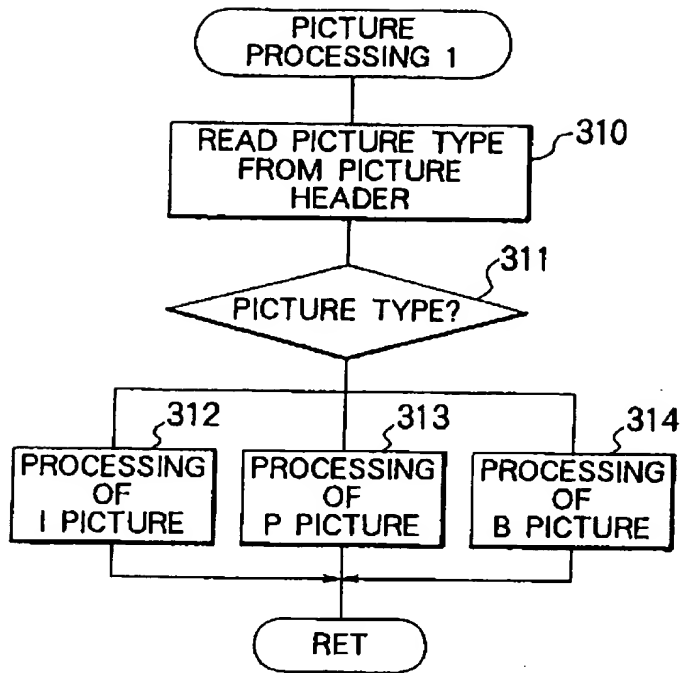 PICTURE
PROCESSING 1
310
READ PICTURE TYPE
FROM PICTURE
HEADER
311
PICTURE TYPE?
312
313
314
PROCESSING
OF
I PICTURE
PROCESSING
OF
P PICTURE
PROCESSING
OF
B PICTURE
RET